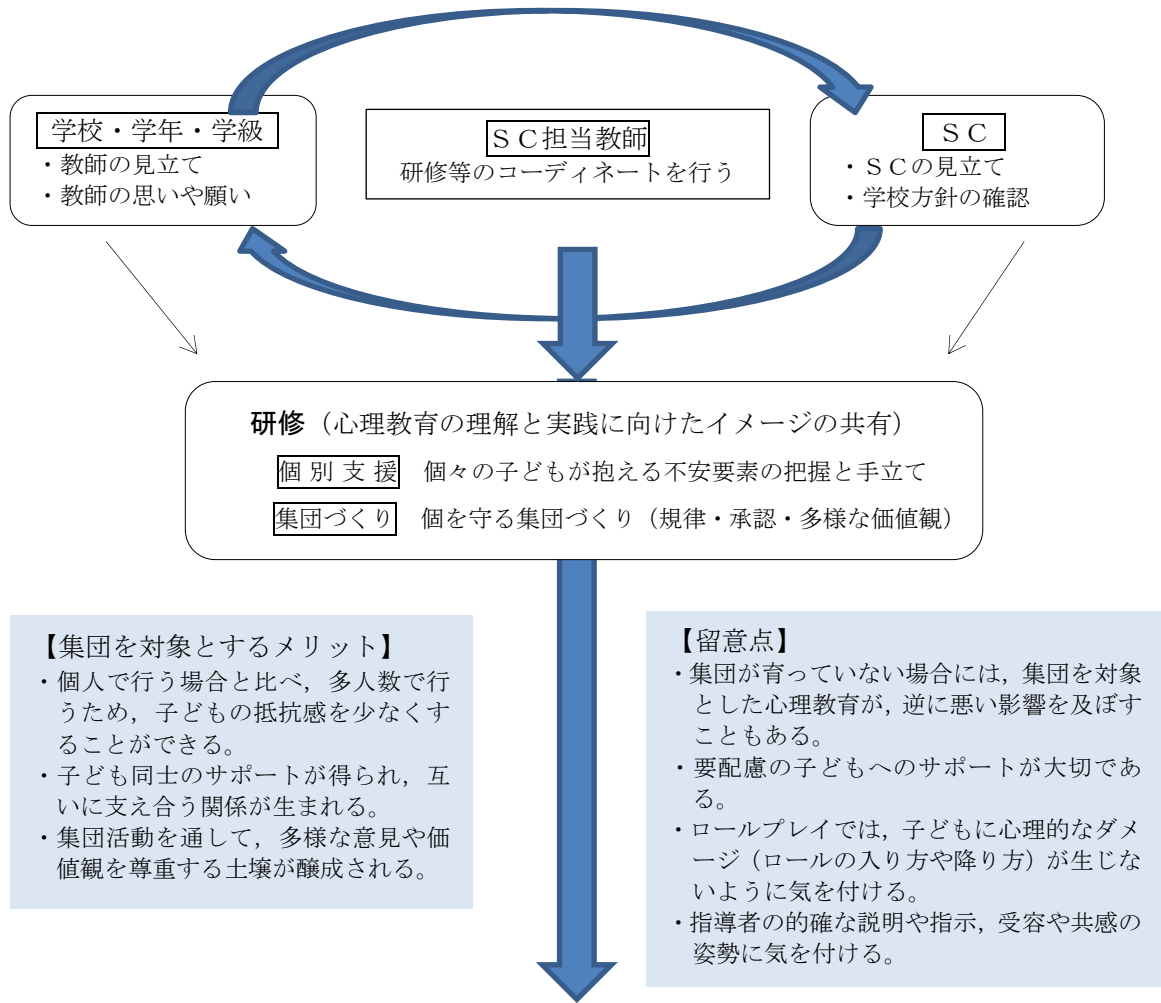 学校・学年・学級
・教師の見立て
・教師の思いや願い
ＳＣ担当教師
研修等のコーディネートを行う
ＳＣ
・ＳＣの見立て
・学校方針の確認
研修（心理教育の理解と実践に向けたイメージの共有）
個別支援　個々の子どもが抱える不安要素の把握と手立て
集団づくり　個を守る集団づくり（規律・承認・多様な価値観）
【集団を対象とするメリット】
・個人で行う場合と比べ，多人数で行
うため，子どもの抵抗感を少なくす
ることができる。
・子ども同士のサポートが得られ，互
いに支え合う関係が生まれる。
・集団活動を通して，多様な意見や価
値観を尊重する土壌が醸成される。
【留意点】
・集団が育っていない場合には，集団を対象
とした心理教育が，逆に悪い影響を及ぼす
こともある。
・要配慮の子どもへのサポートが大切であ
る。
・ロールプレイでは，子どもに心理的なダメ
ージ（ロールの入り方や降り方）が生じな
いように気を付ける。
・指導者の的確な説明や指示，受容や共感の
姿勢に気を付ける。